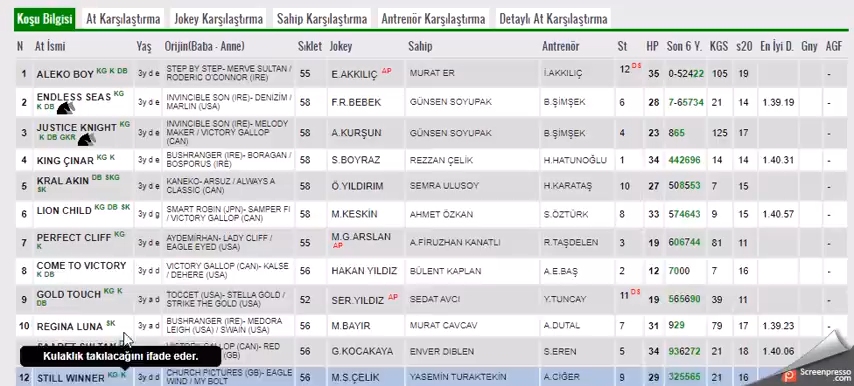 Koşu Bilgisi At Karşılaştırma Jokey Karşılaştırma Sahip Karşılaştırma Antrenör Karşılaştırma Detaylı At Karşılaştırma
N At İsmi Yaş Orijin(Baba - Anne) Sıklet Jokey Sahip Antrenör St HP Son 6 Y. KGS s20 En İyi D. Gny AGF
1 ALEKO BOY KG K DB 3y d e STEP BY STEP- MERVE SULTAN / RODERIC O'CONNOR (IRE) 55 E.AKKILIÇ AP MURAT ER İ.AKKILIÇ 12 DS 35 0-52422 105 19 -
2 ENDLESS SEAS KG K DB 3y d e INVINCIBLE SON (IRE)- DENİZİM / MARLIN (USA) 58 F.R.BEBEK GÜNSEN SOYUPAK B.ŞİMŞEK 6 28 7-65734 21 14 1.39.19 -
3 JUSTICE KNIGHT KG K DB GKR 3y d e INVINCIBLE SON (IRE)- MELODY MAKER / VICTORY GALLOP (CAN) 58 A.KURŞUN GÜNSEN SOYUPAK B.ŞİMŞEK 4 23 865 125 17 -
4 KING ÇINAR KG K 3y d e BUSHRANGER (IRE)- BORAGAN / BOSPORUS (IRE) 58 S.BOYRAZ REZZAN ÇELİK H.HATUNOĞLU 1 34 442696 14 14 1.40.31 -
5 KRAL AKIN DB SKG SK 3y d e KANEKO- ARSUZ / ALWAYS A CLASSIC (CAN) 58 Ö.YILDIRIM SEMRA ULUSOY H.KARATAŞ 10 27 508553 7 15 -
6 LION CHILD KG DB SK 3y d g SMART ROBIN (JPN)- SAMPER FI / VICTORY GALLOP (CAN) 58 M.KESKİN AHMET ÖZKAN S.ÖZTÜRK 8 33 574643 9 15 1.40.57 -
7 PERFECT CLIFF KG K 3y d e AYDEMİRHAN- LADY CLIFF / EAGLE EYED (USA) 55 M.G.ARSLAN AP A.FİRUZHAN KANATLI R.TAŞDELEN 3 19 606744 81 11 -
8 COME TO VICTORY K DB 3y d d VICTORY GALLOP (CAN)- KALSE / DEHERE (USA) 56 HAKAN YILDIZ BÜLENT KAPLAN A.E.BAŞ 2 12 7000 7 16 -
9 GOLD TOUCH KG K DB 3y a d TOCCET (USA)- STELLA GOLD / STRIKE THE GOLD (USA) 52 SER.YILDIZ AP SEDAT AVCI Y.TUNCAY 11 DS 19 565690 39 11 -
10 REGINA LUNA SK 3y a d BUSHRANGER (IRE)- MEDORA LEIGH (USA) / SWAIN (USA) 56 M.BAYIR MURAT CAVCAV A.DUTAL 7 31 929 79 17 1.39.23 -
GALLOP (CAN)- RED (GB) 56 G.KOCAKAYA ENVER DİBLEN S.EREN 5 34 936272 21 18 1.40.06 -
Kulaklık takılacağını ifade eder.
12 STILL WINNER KG K 3y d d CHURCH PICTURES (GB)- EAGLE WIND / MY BOLT 56 M.S.ÇELİK YASEMİN TURAKTEKİN A.CİĞER 9 29 325565 21
Screenpresso
.com